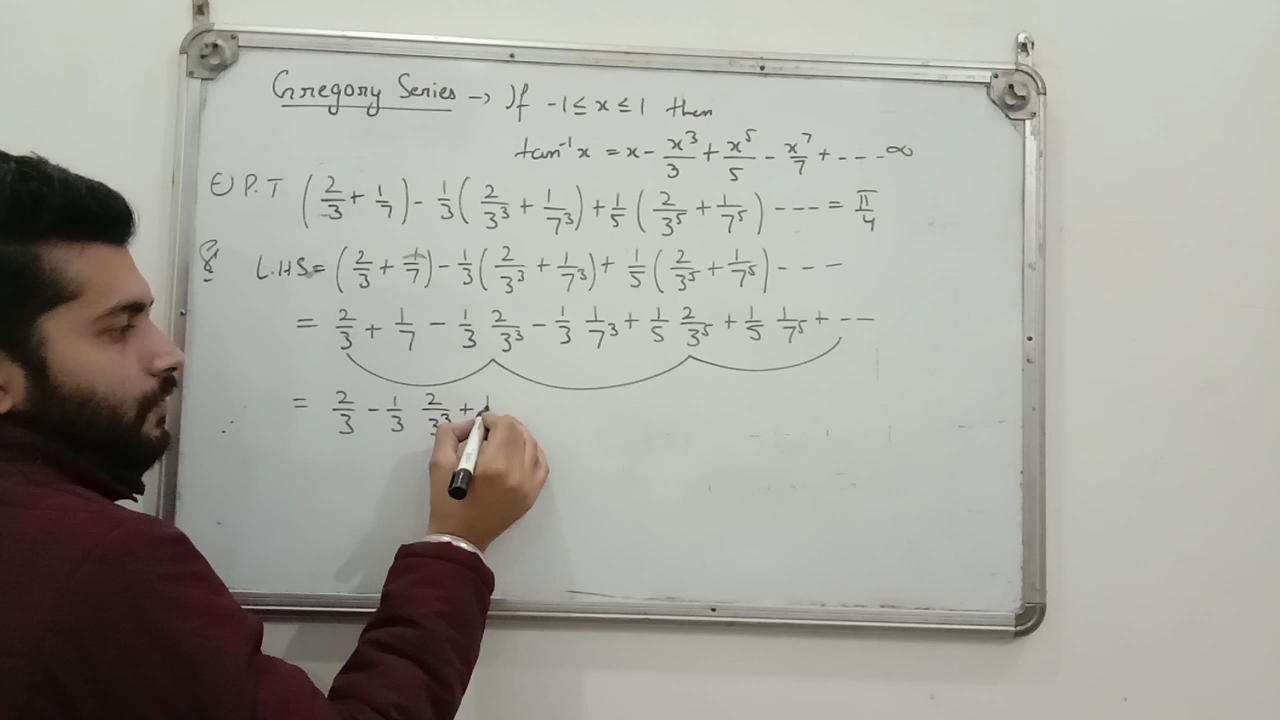 Gregory Series → If -1 ≤ x ≤ 1 then
tan⁻¹x = x - x³/3 + x⁵/5 - x⁷/7 + --- ∞
P.T (2/3 + 1/7) - 1/3 (2/3³ + 1/7³) + 1/5 (2/3⁵ + 1/7⁵) --- = π/4
L.H.S = (2/3 + 1/7) - 1/3 (2/3³ + 1/7³) + 1/5 (2/3⁵ + 1/7⁵) ---
= 2/3 + 1/7 - 1/3 2/3³ - 1/3 1/7³ + 1/5 2/3⁵ + 1/5 1/7⁵ + ---
= 2/3 - 1/3 2/3³ +